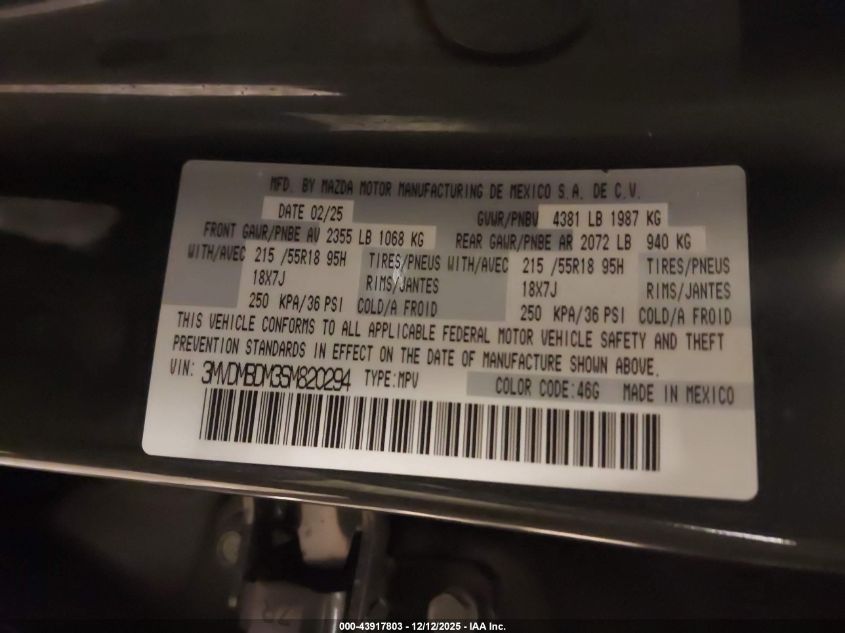 MFD. BY MAZDA MOTOR MANUFACTURING DE MEXICO S.A. DE C.V.
DATE 02/25 GVWR/PNBV 4381 LB 1987 KG
FRONT GAWR/PNBE AV 2355 LB 1068 KG REAR GAWR/PNBE AR 2072 LB 940 KG
WITH/AVEC 215 /55R18 95H TIRES/PNEUS WITH/AVEC 215 /55R18 95H TIRES/PNEUS
18X7J RIMS/JANTES 18X7J RIMS/JANTES
250 KPA/36 PSI COLD/A FROID 250 KPA/36 PSI COLD/A FROID
THIS VEHICLE CONFORMS TO ALL APPLICABLE FEDERAL MOTOR VEHICLE SAFETY AND THEFT
PREVENTION STANDARDS IN EFFECT ON THE DATE OF MANUFACTURE SHOWN ABOVE.
VIN: 3MVDMBDM3SM820294 TYPE:MPV COLOR CODE:46G MADE IN MEXICO
000-43917803 - 12/12/2025 - IAA Inc.